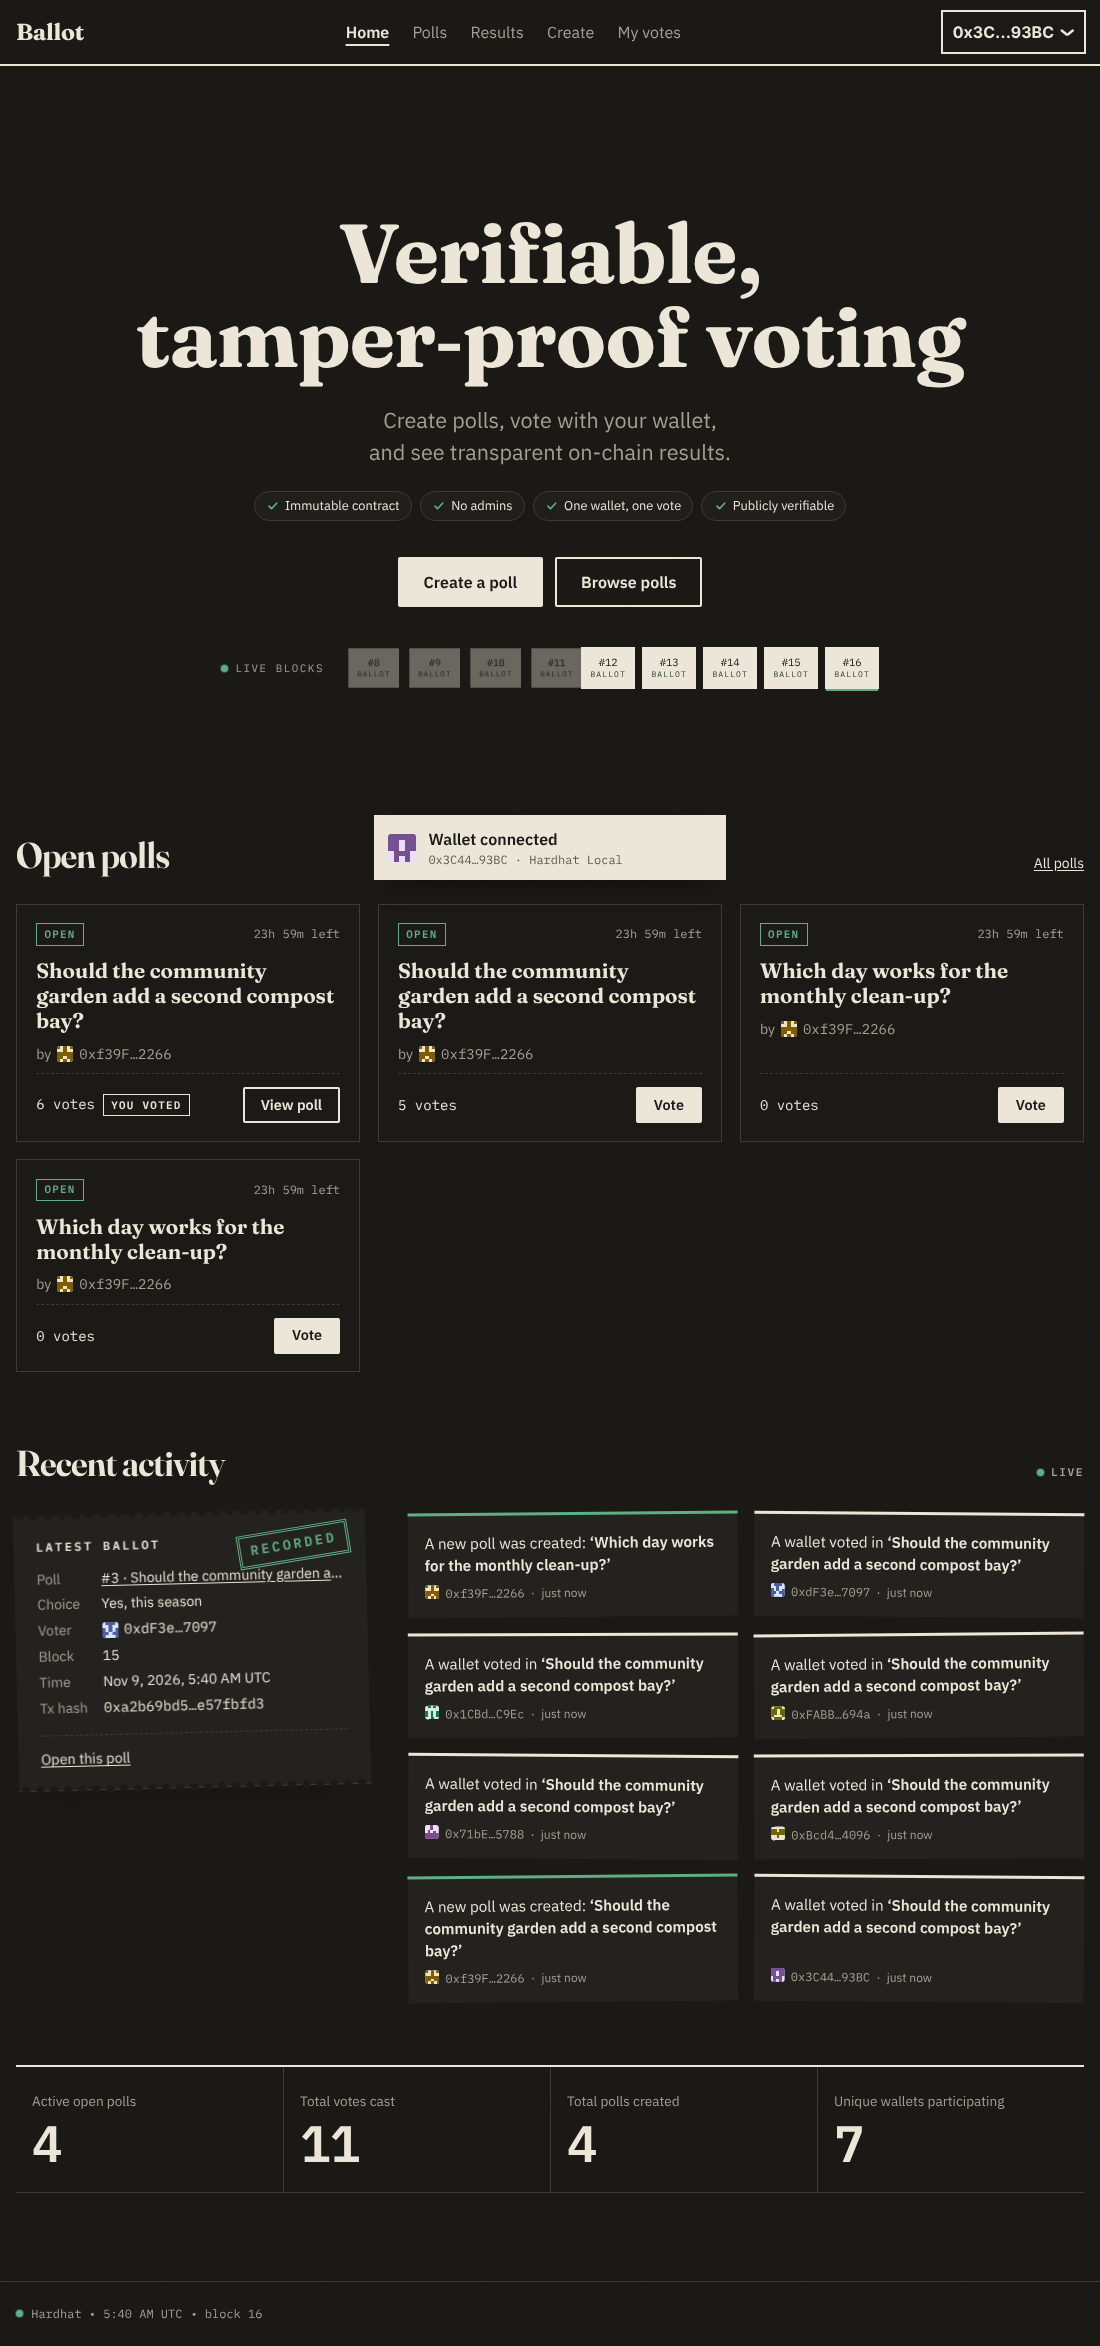 Ballot
Home Polls Results Create My votes
0x3C...93BC
Verifiable,
tamper-proof voting
Create polls, vote with your wallet,
and see transparent on-chain results.
Immutable contract No admins One wallet, one vote Publicly verifiable
Create a poll Browse polls
LIVE BLOCKS
#8 BALLOT
#9 BALLOT
#10 BALLOT
#11 BALLOT
#12 BALLOT
#13 BALLOT
#14 BALLOT
#15 BALLOT
#16 BALLOT
Open polls
Wallet connected
0x3C44…93BC · Hardhat Local
All polls
OPEN 23h 59m left
Should the community
garden add a second compost
bay?
by 0xf39F…2266
6 votes YOU VOTED View poll
OPEN 23h 59m left
Should the community
garden add a second compost
bay?
by 0xf39F…2266
5 votes Vote
OPEN 23h 59m left
Which day works for the
monthly clean-up?
by 0xf39F…2266
0 votes Vote
OPEN 23h 59m left
Which day works for the
monthly clean-up?
by 0xf39F…2266
0 votes Vote
Recent activity
LIVE
LATEST BALLOT
RECORDED
Poll #3 · Should the community garden a…
Choice Yes, this season
Voter 0xdF3e…7097
Block 15
Time Nov 9, 2026, 5:40 AM UTC
Tx hash 0xa2b69bd5…e57fbfd3
Open this poll
A new poll was created: ‘Which day works
for the monthly clean-up?’
0xf39F…2266 · just now
A wallet voted in ‘Should the community
garden add a second compost bay?’
0xdF3e…7097 · just now
A wallet voted in ‘Should the community
garden add a second compost bay?’
0x1CBd…C9Ec · just now
A wallet voted in ‘Should the community
garden add a second compost bay?’
0xFABB…694a · just now
A wallet voted in ‘Should the community
garden add a second compost bay?’
0x71bE…5788 · just now
A wallet voted in ‘Should the community
garden add a second compost bay?’
0xBcd4…4096 · just now
A new poll was created: ‘Should the
community garden add a second compost
bay?’
0xf39F…2266 · just now
A wallet voted in ‘Should the community
garden add a second compost bay?’
0x3C44…93BC · just now
Active open polls
4
Total votes cast
11
Total polls created
4
Unique wallets participating
7
Hardhat • 5:40 AM UTC • block 16